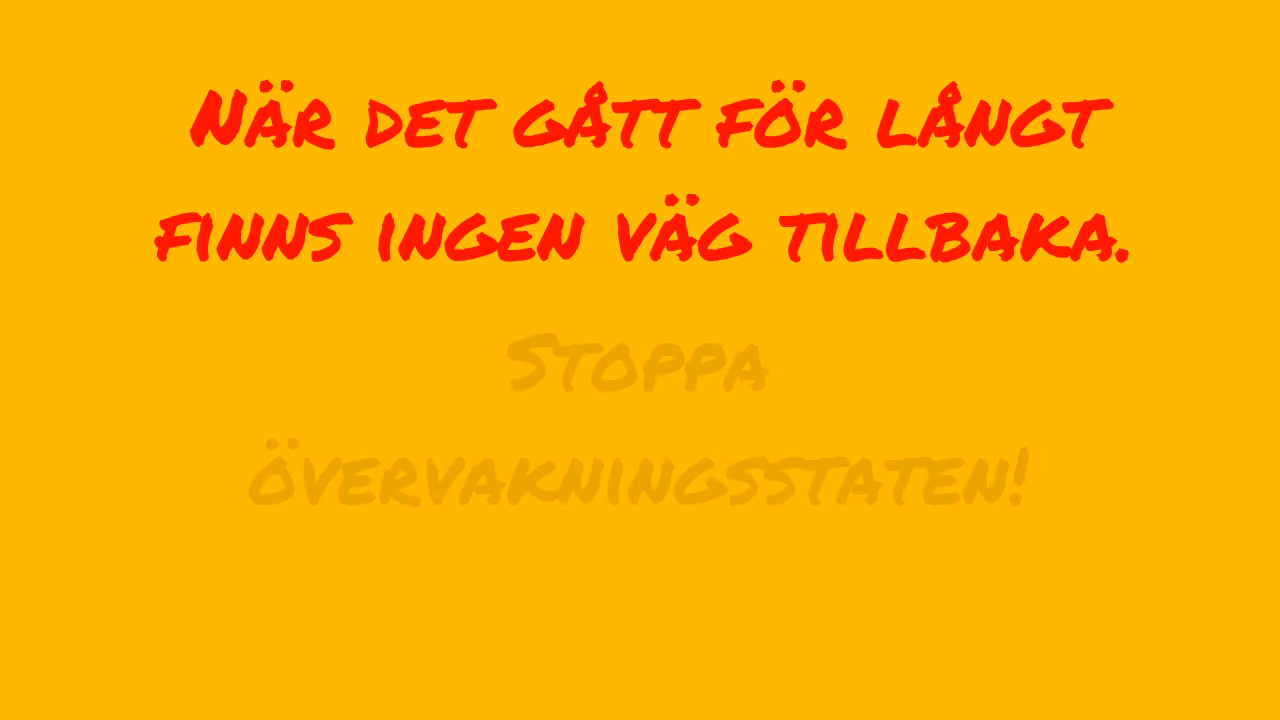 När det gått för långt
finns ingen väg tillbaka.
Stoppa
övervakningsstaten!